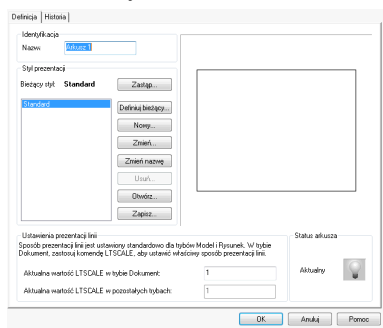 Definicja
Historia
Identyfikacja
Nazwa:
Arkusz 1
Styl prezentacji
Bieżący styl: Standard
Zastąp...
Standard
Definiuj bieżący...
Nowy...
Zmień...
Zmień nazwę
Usuń...
Otwórz...
Zapisz...
Ustawienia prezentacji linii
Sposób prezentacji linii jest ustawiony standardowo dla trybów Model i Rysunek. W trybie
Dokument, zastosuj komendę LTSCALE, aby ustawić właściwy sposób prezentacji linii.
Aktualna wartość LTSCALE w trybie Dokument:
1
Aktualna wartość LTSCALE w pozostałych trybach:
1
Status arkusza
Aktualny
OK
Anuluj
Pomoc